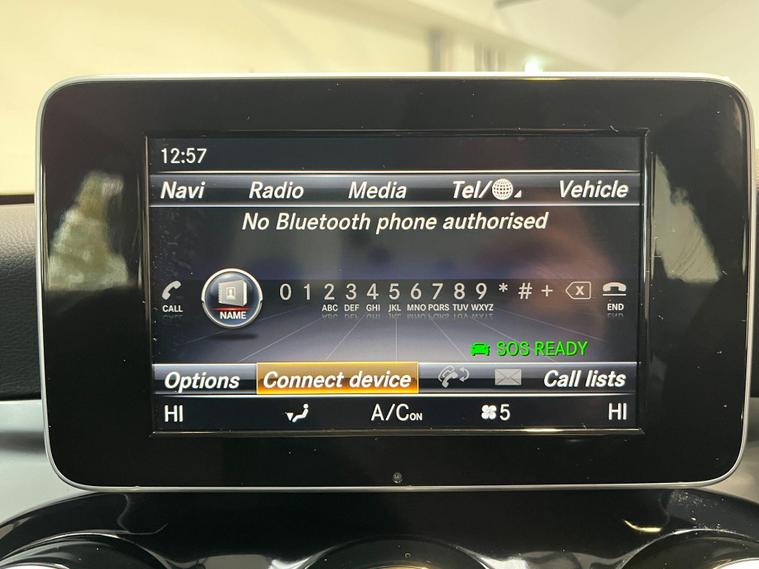 12:57
Navi Radio Media Tel/ Vehicle
No Bluetooth phone authorised
CALL NAME 0 1 2 3 4 5 6 7 8 9 * # + END
ABC DEF GHI JKL MNO PQRS TUV WXYZ
SOS READY
Options Connect device Call lists
HI A/C ON 5 HI